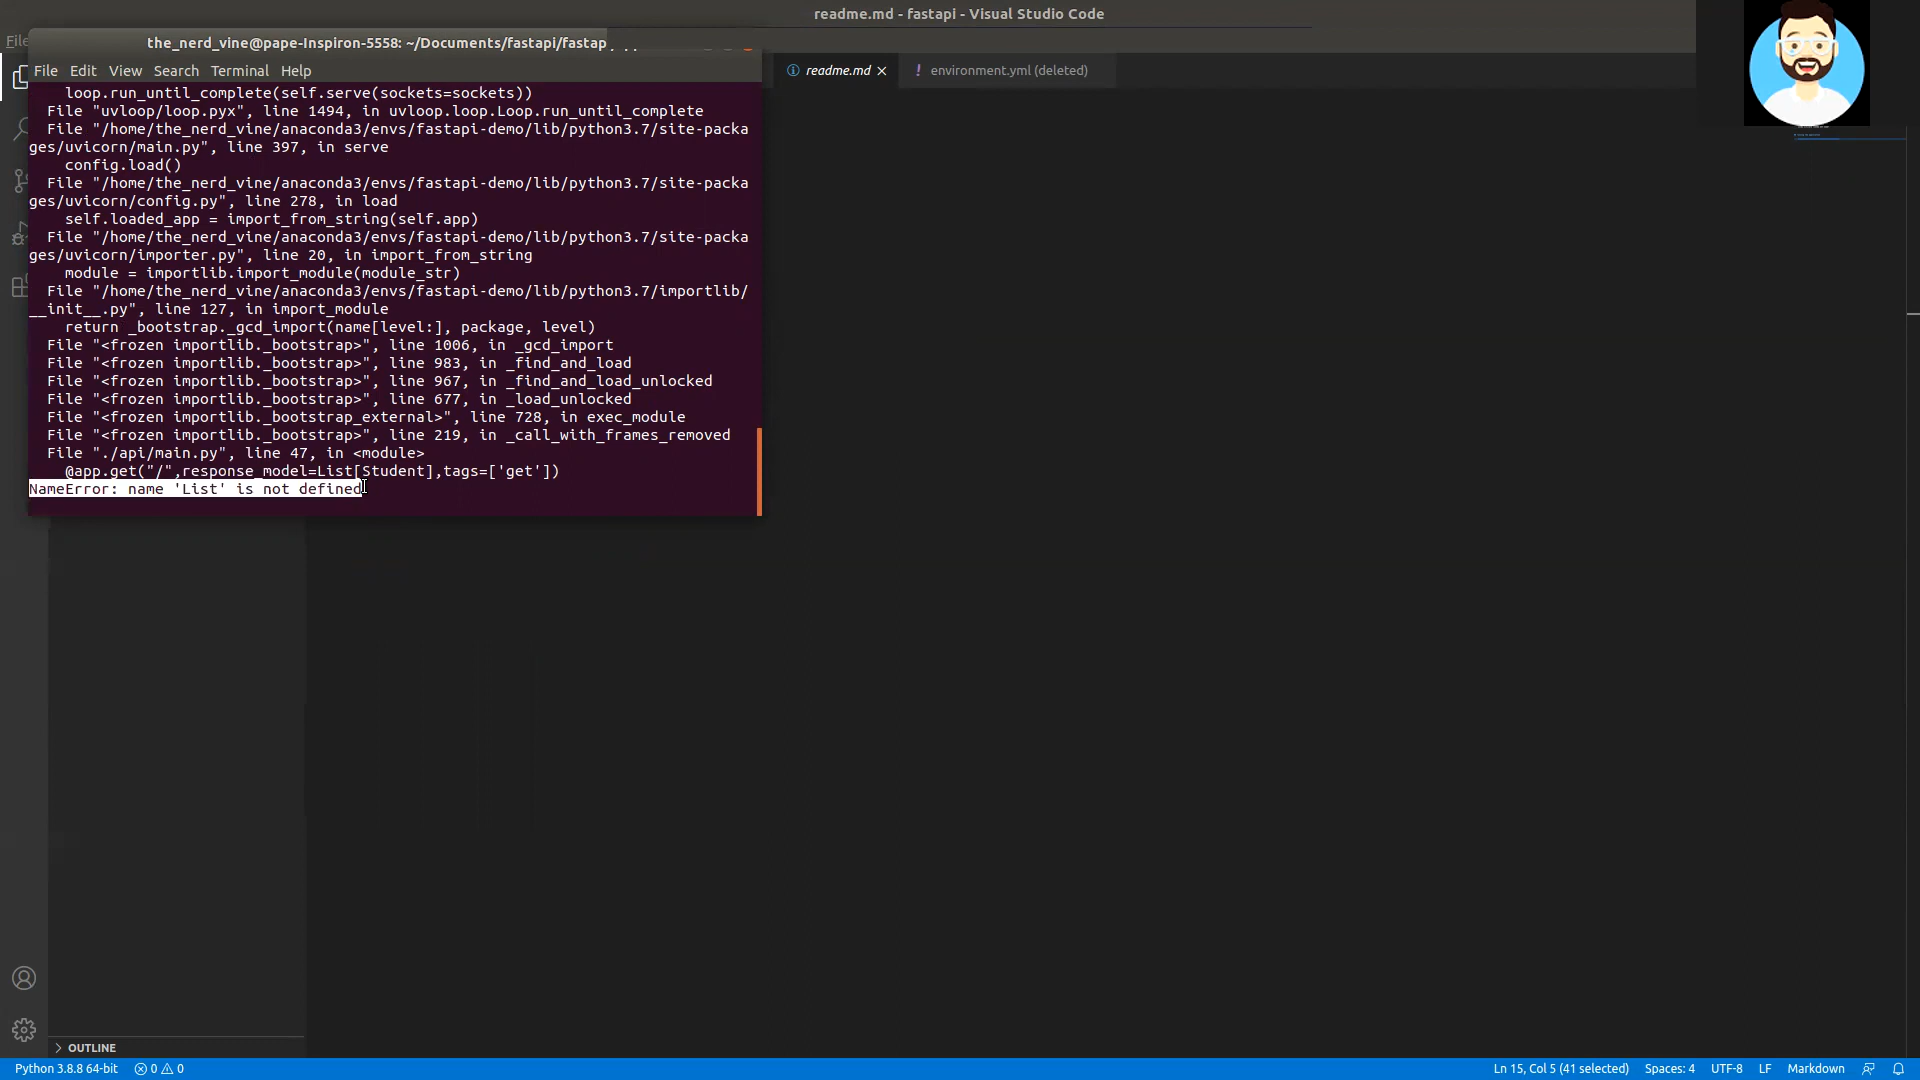 readme.md - fastapi - Visual Studio Code
File
the_nerd_vine@pape-Inspiron-5558: ~/Documents/fastapi/fastap
File Edit View Search Terminal Help
readme.md
! environment.yml (deleted)
loop.run_until_complete(self.serve(sockets=sockets))
File "uvloop/loop.pyx", line 1494, in uvloop.loop.Loop.run_until_complete
File "/home/the_nerd_vine/anaconda3/envs/fastapi-demo/lib/python3.7/site-packa
ges/uvicorn/main.py", line 397, in serve
config.load()
File "/home/the_nerd_vine/anaconda3/envs/fastapi-demo/lib/python3.7/site-packa
ges/uvicorn/config.py", line 278, in load
self.loaded_app = import_from_string(self.app)
File "/home/the_nerd_vine/anaconda3/envs/fastapi-demo/lib/python3.7/site-packa
ges/uvicorn/importer.py", line 20, in import_from_string
module = importlib.import_module(module_str)
File "/home/the_nerd_vine/anaconda3/envs/fastapi-demo/lib/python3.7/importlib/
__init__.py", line 127, in import_module
return _bootstrap._gcd_import(name[level:], package, level)
File "<frozen importlib._bootstrap>", line 1006, in _gcd_import
File "<frozen importlib._bootstrap>", line 983, in _find_and_load
File "<frozen importlib._bootstrap>", line 967, in _find_and_load_unlocked
File "<frozen importlib._bootstrap>", line 677, in _load_unlocked
File "<frozen importlib._bootstrap_external>", line 728, in exec_module
File "<frozen importlib._bootstrap>", line 219, in _call_with_frames_removed
File "./api/main.py", line 47, in <module>
@app.get("/",response_model=List[Student],tags=['get'])
NameError: name 'List' is not defined
OUTLINE
Python 3.8.8 64-bit 0 0 Ln 15, Col 5 (41 selected) Spaces: 4 UTF-8 LF Markdown